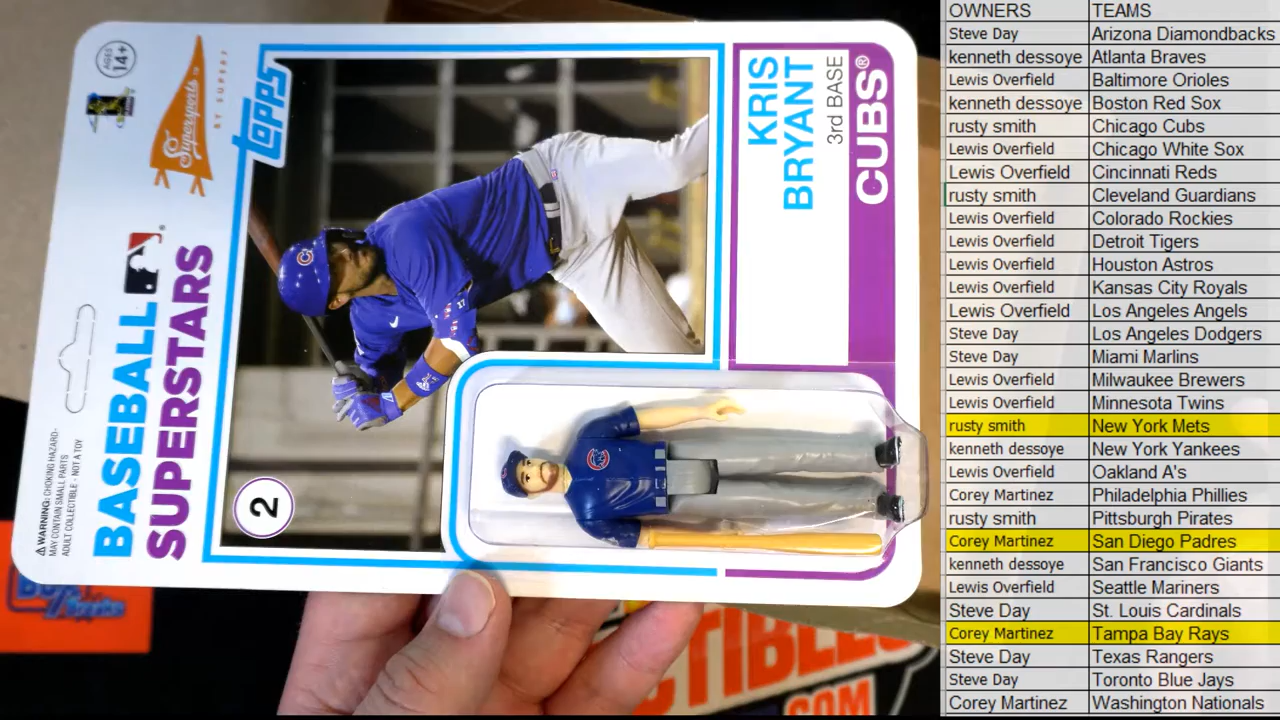 AGES
14+
Supersports™
BY SUPER7
topps
BASEBALL
SUPERSTARS
KRIS
BRYANT
3rd BASE
CUBS®
2
WARNING: CHOKING HAZARD-
MAY CONTAIN SMALL PARTS
ADULT COLLECTIBLE - NOT A TOY
OWNERS TEAMS
Steve Day Arizona Diamondbacks
kenneth dessoye Atlanta Braves
Lewis Overfield Baltimore Orioles
kenneth dessoye Boston Red Sox
rusty smith Chicago Cubs
Lewis Overfield Chicago White Sox
Lewis Overfield Cincinnati Reds
rusty smith Cleveland Guardians
Lewis Overfield Colorado Rockies
Lewis Overfield Detroit Tigers
Lewis Overfield Houston Astros
Lewis Overfield Kansas City Royals
Lewis Overfield Los Angeles Angels
Steve Day Los Angeles Dodgers
Steve Day Miami Marlins
Lewis Overfield Milwaukee Brewers
Lewis Overfield Minnesota Twins
rusty smith New York Mets
kenneth dessoye New York Yankees
Lewis Overfield Oakland A's
Corey Martinez Philadelphia Phillies
rusty smith Pittsburgh Pirates
Corey Martinez San Diego Padres
kenneth dessoye San Francisco Giants
Lewis Overfield Seattle Mariners
Steve Day St. Louis Cardinals
Corey Martinez Tampa Bay Rays
Steve Day Texas Rangers
Steve Day Toronto Blue Jays
Corey Martinez Washington Nationals